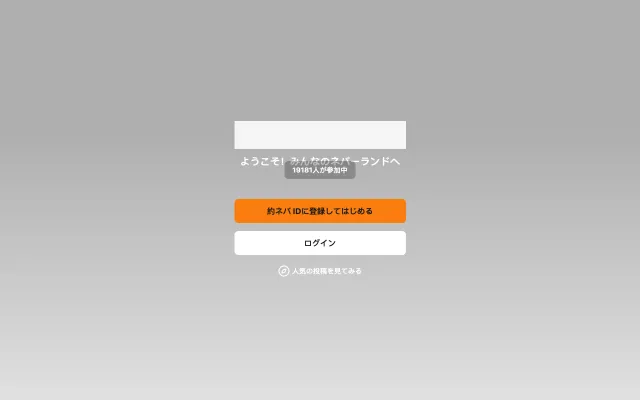 ようこそ! みんなのネバーランドへ
19181人が参加中
約ネバ IDに登録してはじめる
ログイン
人気の投稿を見てみる